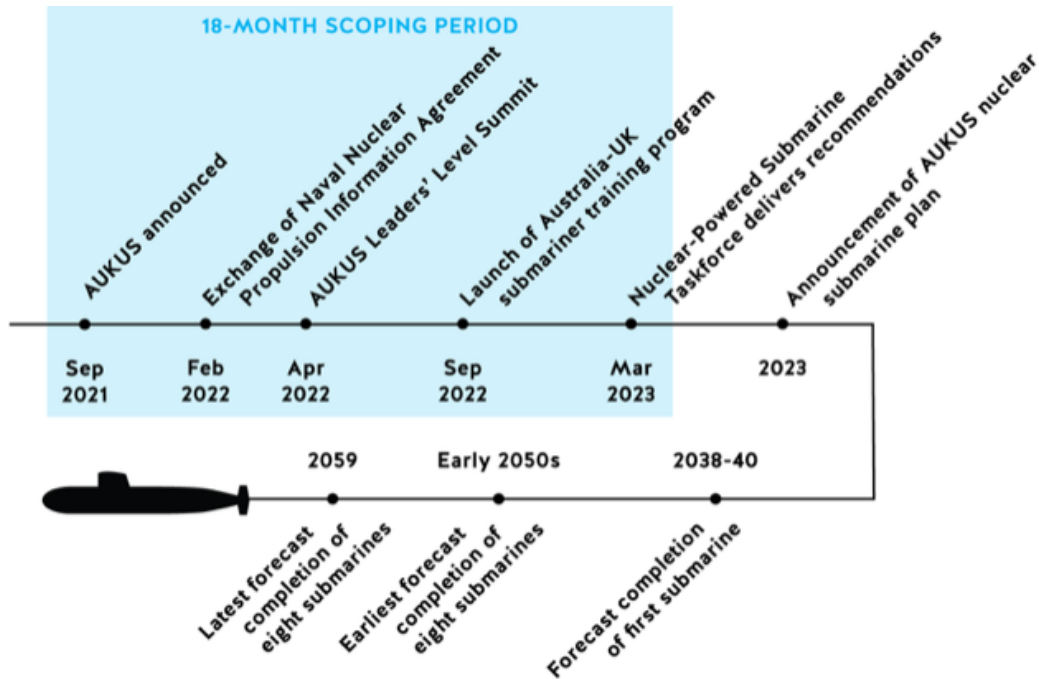 18-MONTH SCOPING PERIOD
AUKUS announced
Exchange of Naval Nuclear
Propulsion Information Agreement
AUKUS Leaders' Level Summit
Launch of Australia-UK
submariner training program
Nuclear-Powered Submarine
Taskforce delivers recommendations
Announcement of AUKUS nuclear
submarine plan
Sep
2021
Feb
2022
Apr
2022
Sep
2022
Mar
2023
2023
2059
Early 2050s
2038-40
Latest forecast
completion of
eight submarines
Earliest forecast
completion of
eight submarines
Forecast completion
of first submarine